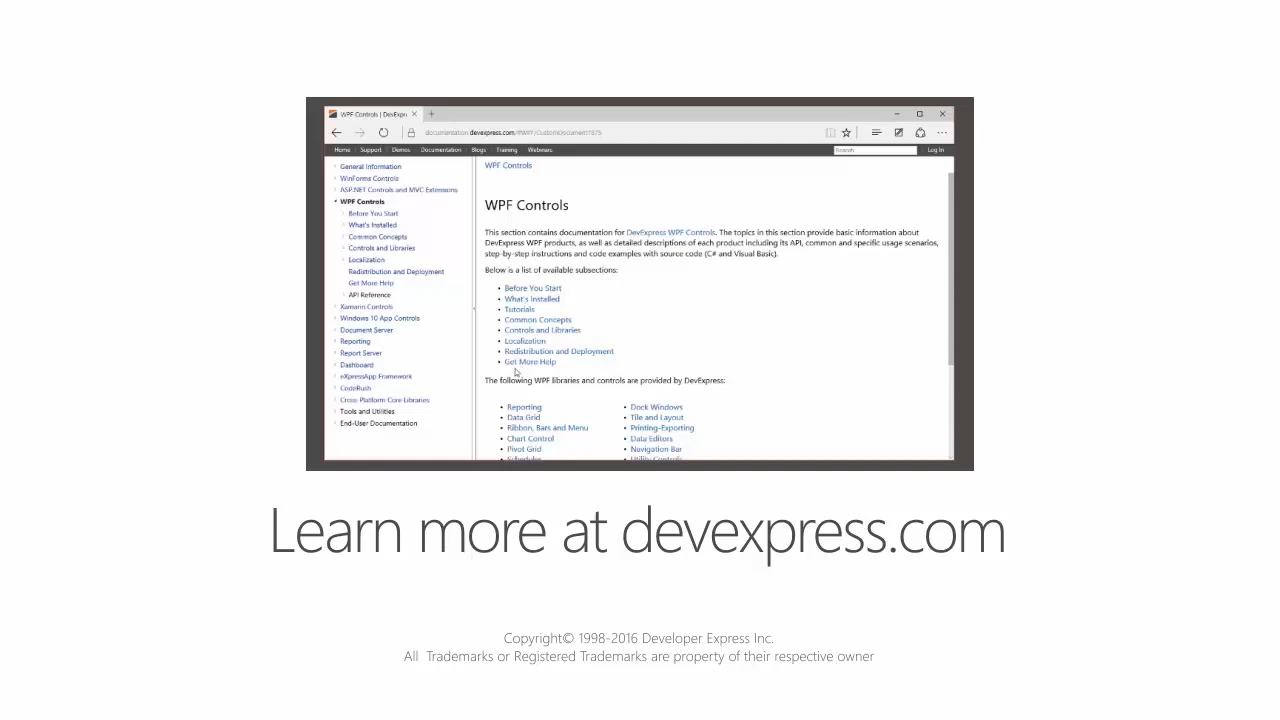 WPF Controls | DevExpr
documentation.devexpress.com/#WPF/CustomDocument7875
Home Support Demos Documentation Blogs Training Webinars Search Log In
General Information
WinForms Controls
ASP.NET Controls and MVC Extensions
WPF Controls
Before You Start
What's Installed
Common Concepts
Controls and Libraries
Localization
Redistribution and Deployment
Get More Help
API Reference
Xamarin Controls
Windows 10 App Controls
Document Server
Reporting
Report Server
Dashboard
eXpressApp Framework
CodeRush
Cross-Platform Core Libraries
Tools and Utilities
End-User Documentation
WPF Controls
WPF Controls
This section contains documentation for DevExpress WPF Controls. The topics in this section provide basic information about
DevExpress WPF products, as well as detailed descriptions of each product including its API, common and specific usage scenarios,
step-by-step instructions and code examples with source code (C# and Visual Basic).
Below is a list of available subsections:
• Before You Start
• What's Installed
• Tutorials
• Common Concepts
• Controls and Libraries
• Localization
• Redistribution and Deployment
• Get More Help
The following WPF libraries and controls are provided by DevExpress:
• Reporting
• Data Grid
• Ribbon, Bars and Menu
• Chart Control
• Pivot Grid
• Scheduler
• Dock Windows
• Tile and Layout
• Printing-Exporting
• Data Editors
• Navigation Bar
• Utility Controls
Learn more at devexpress.com
Copyright© 1998-2016 Developer Express Inc.
All Trademarks or Registered Trademarks are property of their respective owner